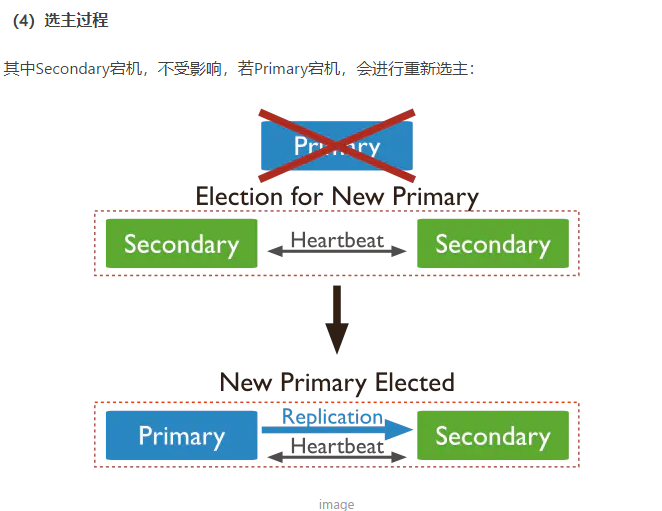 （4）选主过程
其中Secondary宕机，不受影响，若Primary宕机，会进行重新选主：
Primary
Election for New Primary
Secondary
Heartbeat
Secondary
New Primary Elected
Primary
Replication
Heartbeat
Secondary
image